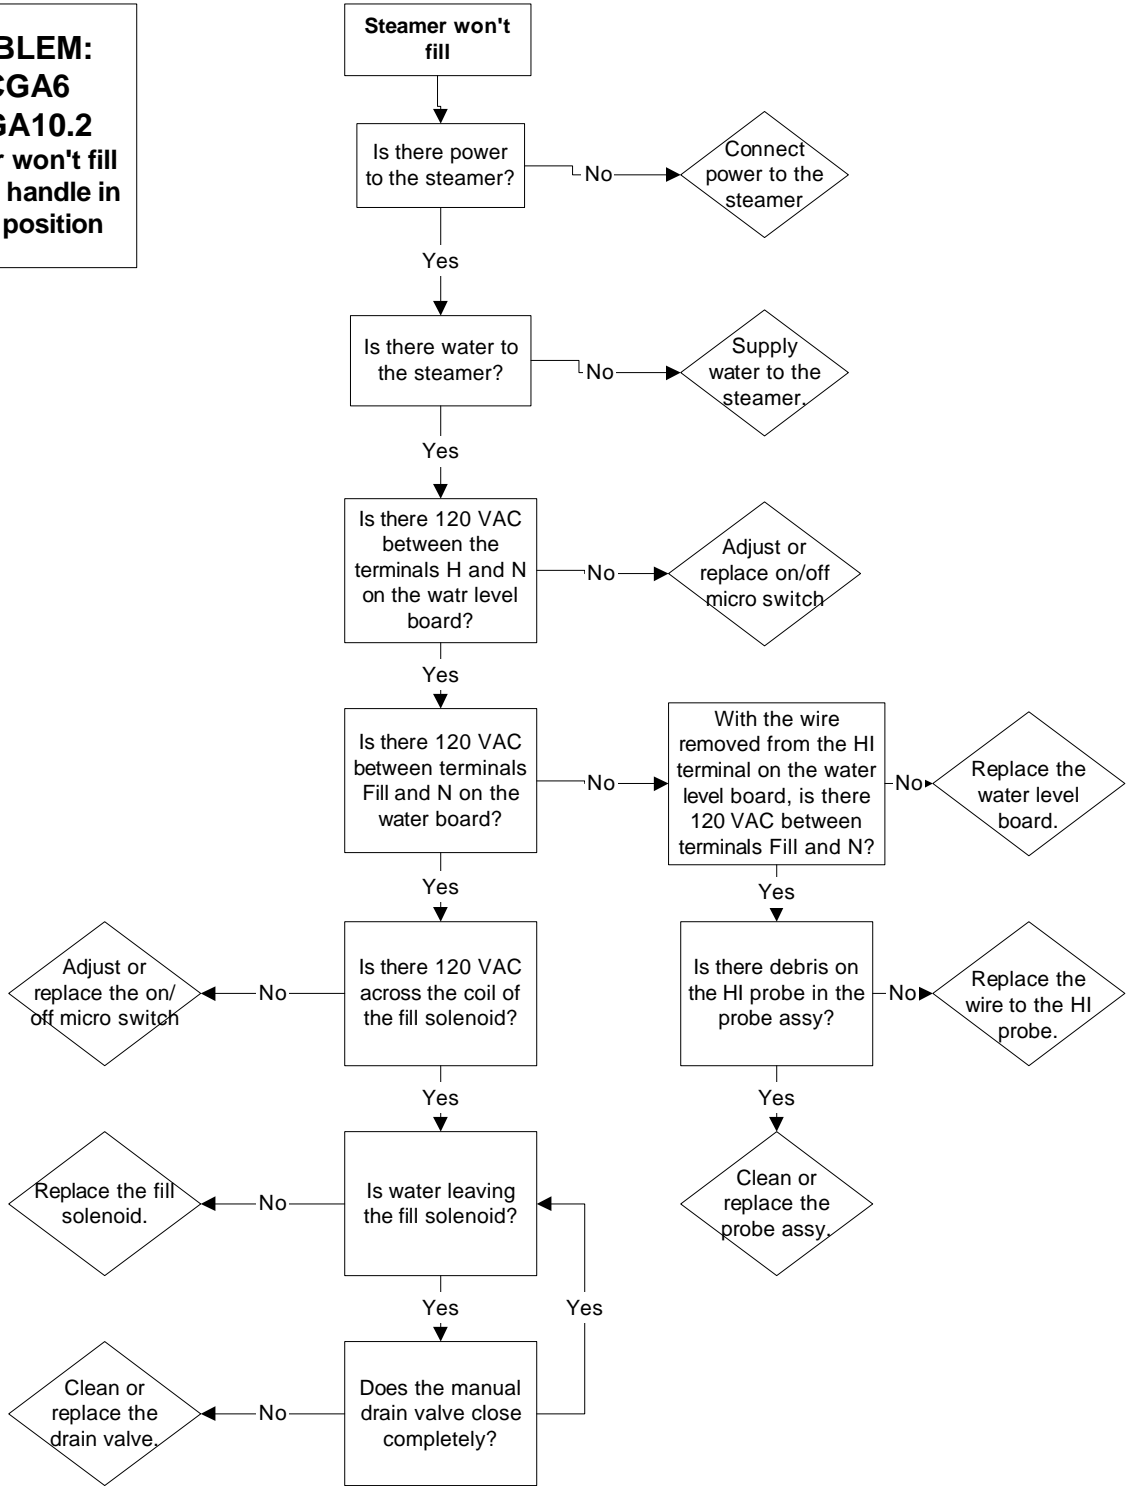 BLEM:
CGA6
GA10.2
r won't fill
handle in
position
Steamer won't
fill
Is there power
to the steamer?
No
Connect
power to the
steamer
Yes
Is there water to
the steamer?
No
Supply
water to the
steamer.
Yes
Is there 120 VAC
between the
terminals H and N
on the watr level
board?
No
Adjust or
replace on/off
micro switch
Yes
Is there 120 VAC
between terminals
Fill and N on the
water board?
No
With the wire
removed from the HI
terminal on the water
level board, is there
120 VAC between
terminals Fill and N?
No
Replace the
water level
board.
Yes
Yes
Adjust or
replace the on/
off micro switch
No
Is there 120 VAC
across the coil of
the fill solenoid?
Is there debris on
the HI probe in the
probe assy?
No
Replace the
wire to the HI
probe.
Yes
Yes
Replace the fill
solenoid.
No
Is water leaving
the fill solenoid?
Clean or
replace the
probe assy.
Yes
Yes
Clean or
replace the
drain valve.
No
Does the manual
drain valve close
completely?